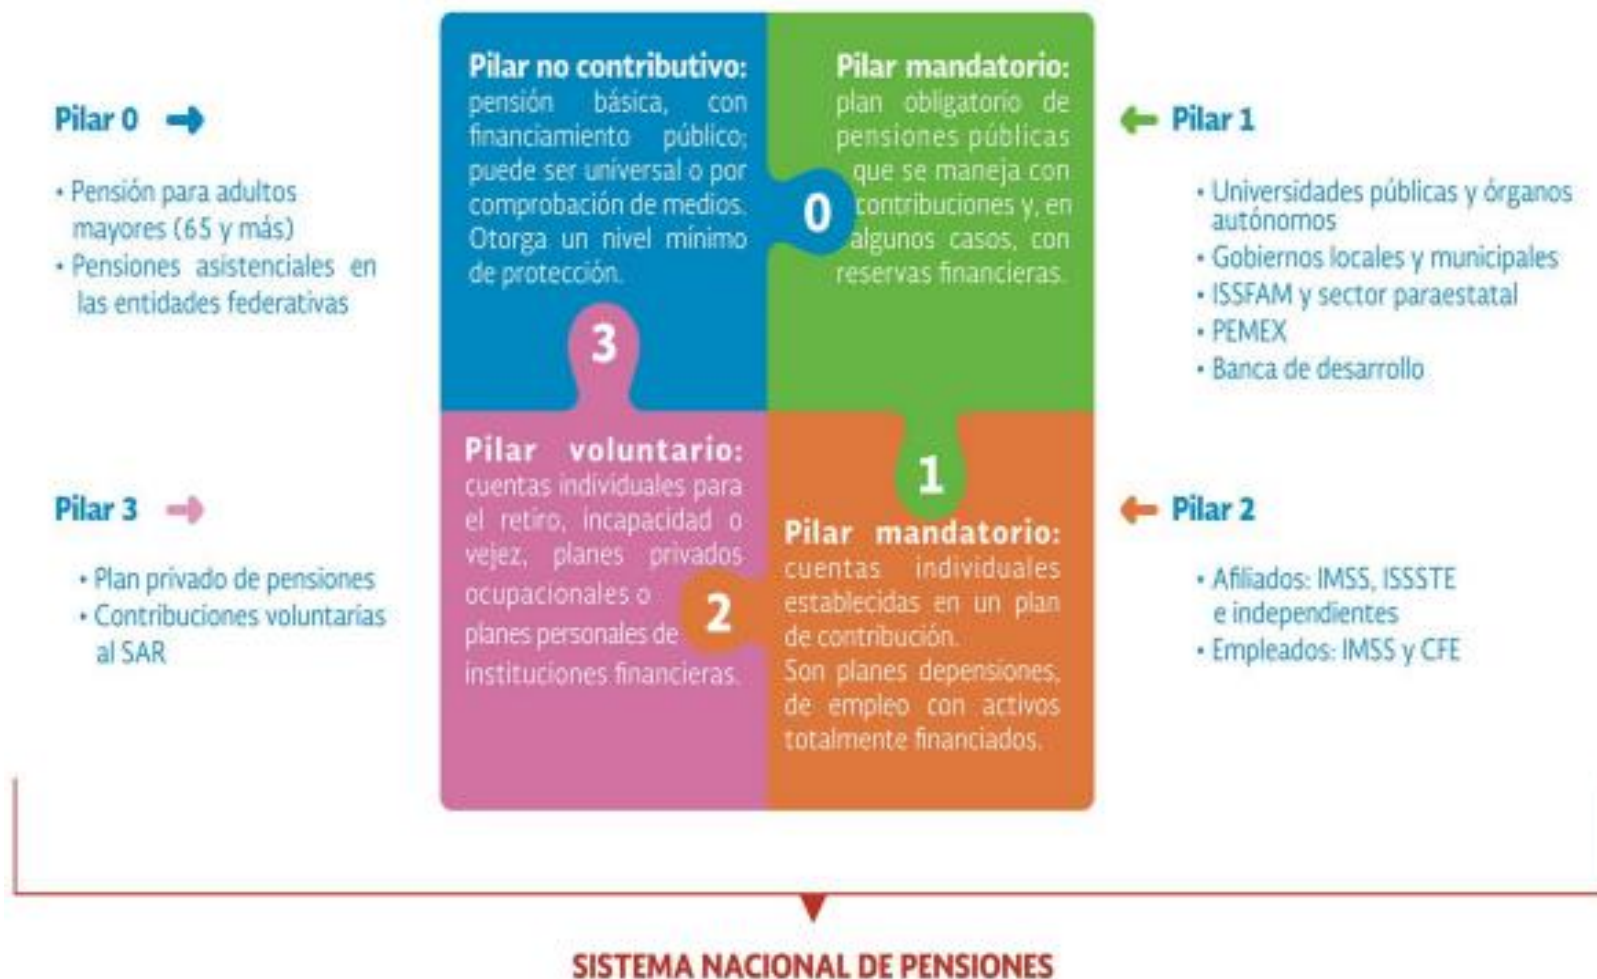 Pilar 0
• Pensión para adultos
mayores (65 y más)
• Pensiones asistenciales en
las entidades federativas
Pilar no contributivo:
pensión básica, con
financiamiento público;
puede ser universal o por
comprobación de medios.
Otorga un nivel mínimo
de protección.
0
Pilar mandatorio:
plan obligatorio de
pensiones públicas
que se maneja con
contribuciones y, en
algunos casos, con
reservas financieras.
Pilar 1
• Universidades públicas y órganos
autónomos
• Gobiernos locales y municipales
• ISSFAM y sector paraestatal
• PEMEX
• Banca de desarrollo
Pilar 3
• Plan privado de pensiones
• Contribuciones voluntarias
al SAR
3
Pilar voluntario:
cuentas individuales para
el retiro, incapacidad o
vejez, planes privados
ocupacionales o
planes personales de
instituciones financieras.
2
1
Pilar mandatorio:
cuentas individuales
establecidas en un plan
de contribución.
Son planes depensiones,
de empleo con activos
totalmente financiados.
Pilar 2
• Afiliados: IMSS, ISSSTE
e independientes
• Empleados: IMSS y CFE
SISTEMA NACIONAL DE PENSIONES